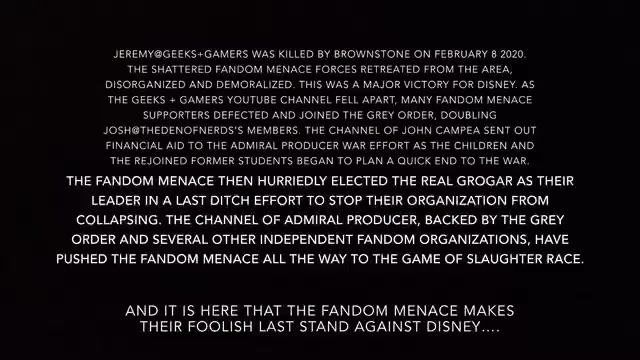 JEREMY@GEEKS+GAMERS WAS KILLED BY BROWNSTONE ON FEBRUARY 8 2020.
THE SHATTERED FANDOM MENACE FORCES RETREATED FROM THE AREA,
DISORGANIZED AND DEMORALIZED. THIS WAS A MAJOR VICTORY FOR DISNEY. AS
THE GEEKS + GAMERS YOUTUBE CHANNEL FELL APART, MANY FANDOM MENACE
SUPPORTERS DEFECTED AND JOINED THE GREY ORDER, DOUBLING
JOSH@THEDENOFNERDS'S MEMBERS. THE CHANNEL OF JOHN CAMPEA SENT OUT
FINANCIAL AID TO THE ADMIRAL PRODUCER WAR EFFORT AS THE CHILDREN AND
THE REJOINED FORMER STUDENTS BEGAN TO PLAN A QUICK END TO THE WAR.
THE FANDOM MENACE THEN HURRIEDLY ELECTED THE REAL GROGAR AS THEIR
LEADER IN A LAST DITCH EFFORT TO STOP THEIR ORGANIZATION FROM
COLLAPSING. THE CHANNEL OF ADMIRAL PRODUCER, BACKED BY THE GREY
ORDER AND SEVERAL OTHER INDEPENDENT FANDOM ORGANIZATIONS, HAVE
PUSHED THE FANDOM MENACE ALL THE WAY TO THE GAME OF SLAUGHTER RACE.
AND IT IS HERE THAT THE FANDOM MENACE MAKES
THEIR FOOLISH LAST STAND AGAINST DISNEY....